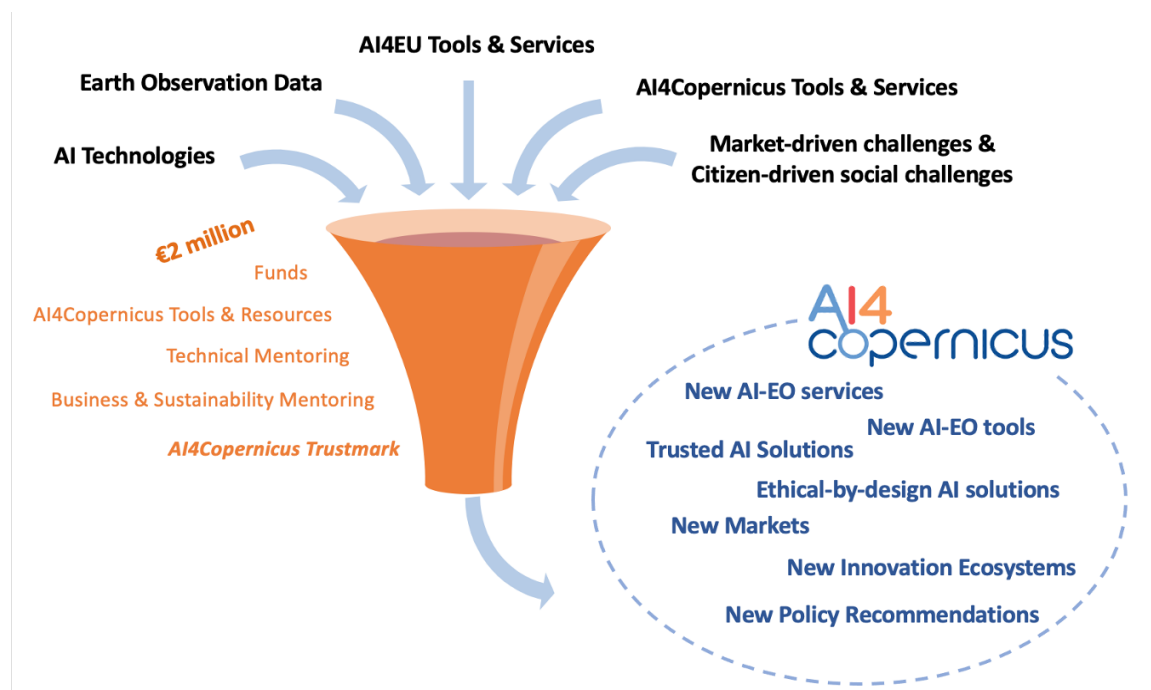 AI4EU Tools & Services
Earth Observation Data
AI4Copernicus Tools & Services
AI Technologies
Market-driven challenges &
Citizen-driven social challenges
€2 million
Funds
AI4Copernicus Tools & Resources
Technical Mentoring
Business & Sustainability Mentoring
AI4Copernicus Trustmark
AI4
copernicus
New AI-EO services
New AI-EO tools
Trusted AI Solutions
Ethical-by-design AI solutions
New Markets
New Innovation Ecosystems
New Policy Recommendations